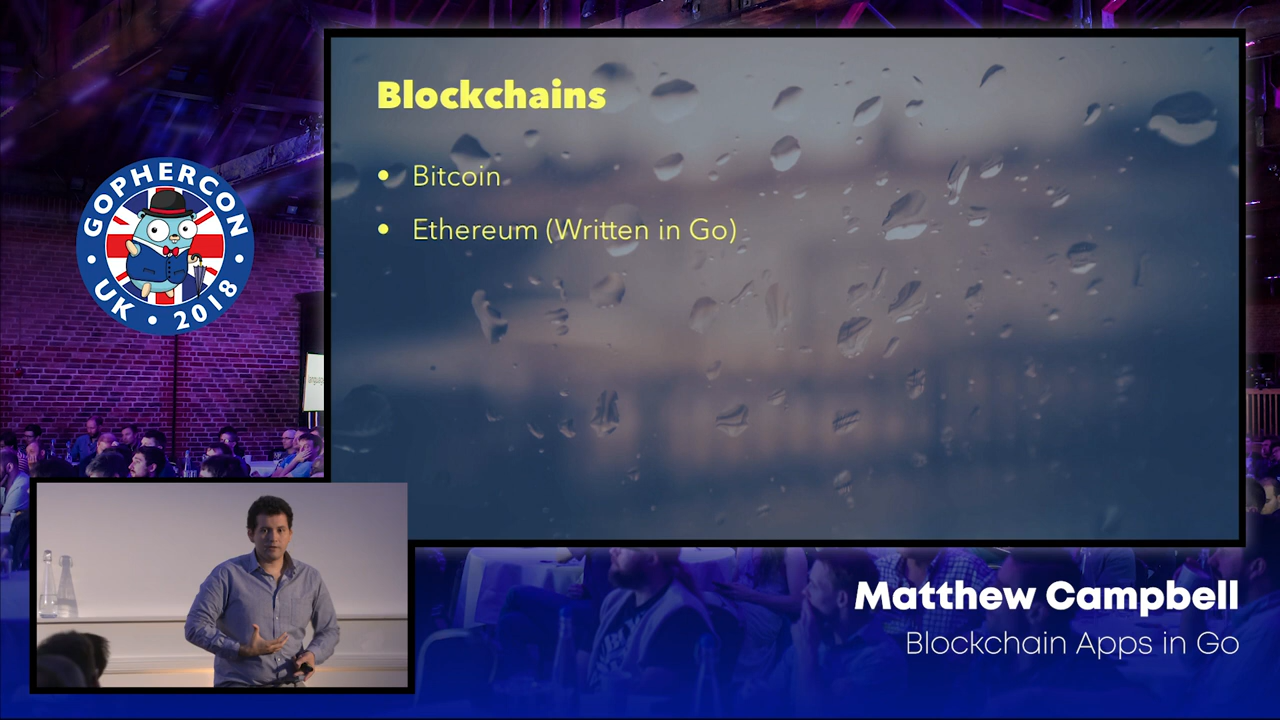 Blockchains
• Bitcoin
• Ethereum (Written in Go)
GOPHERCON
• UK • 2018 •
Matthew Campbell
Blockchain Apps in Go